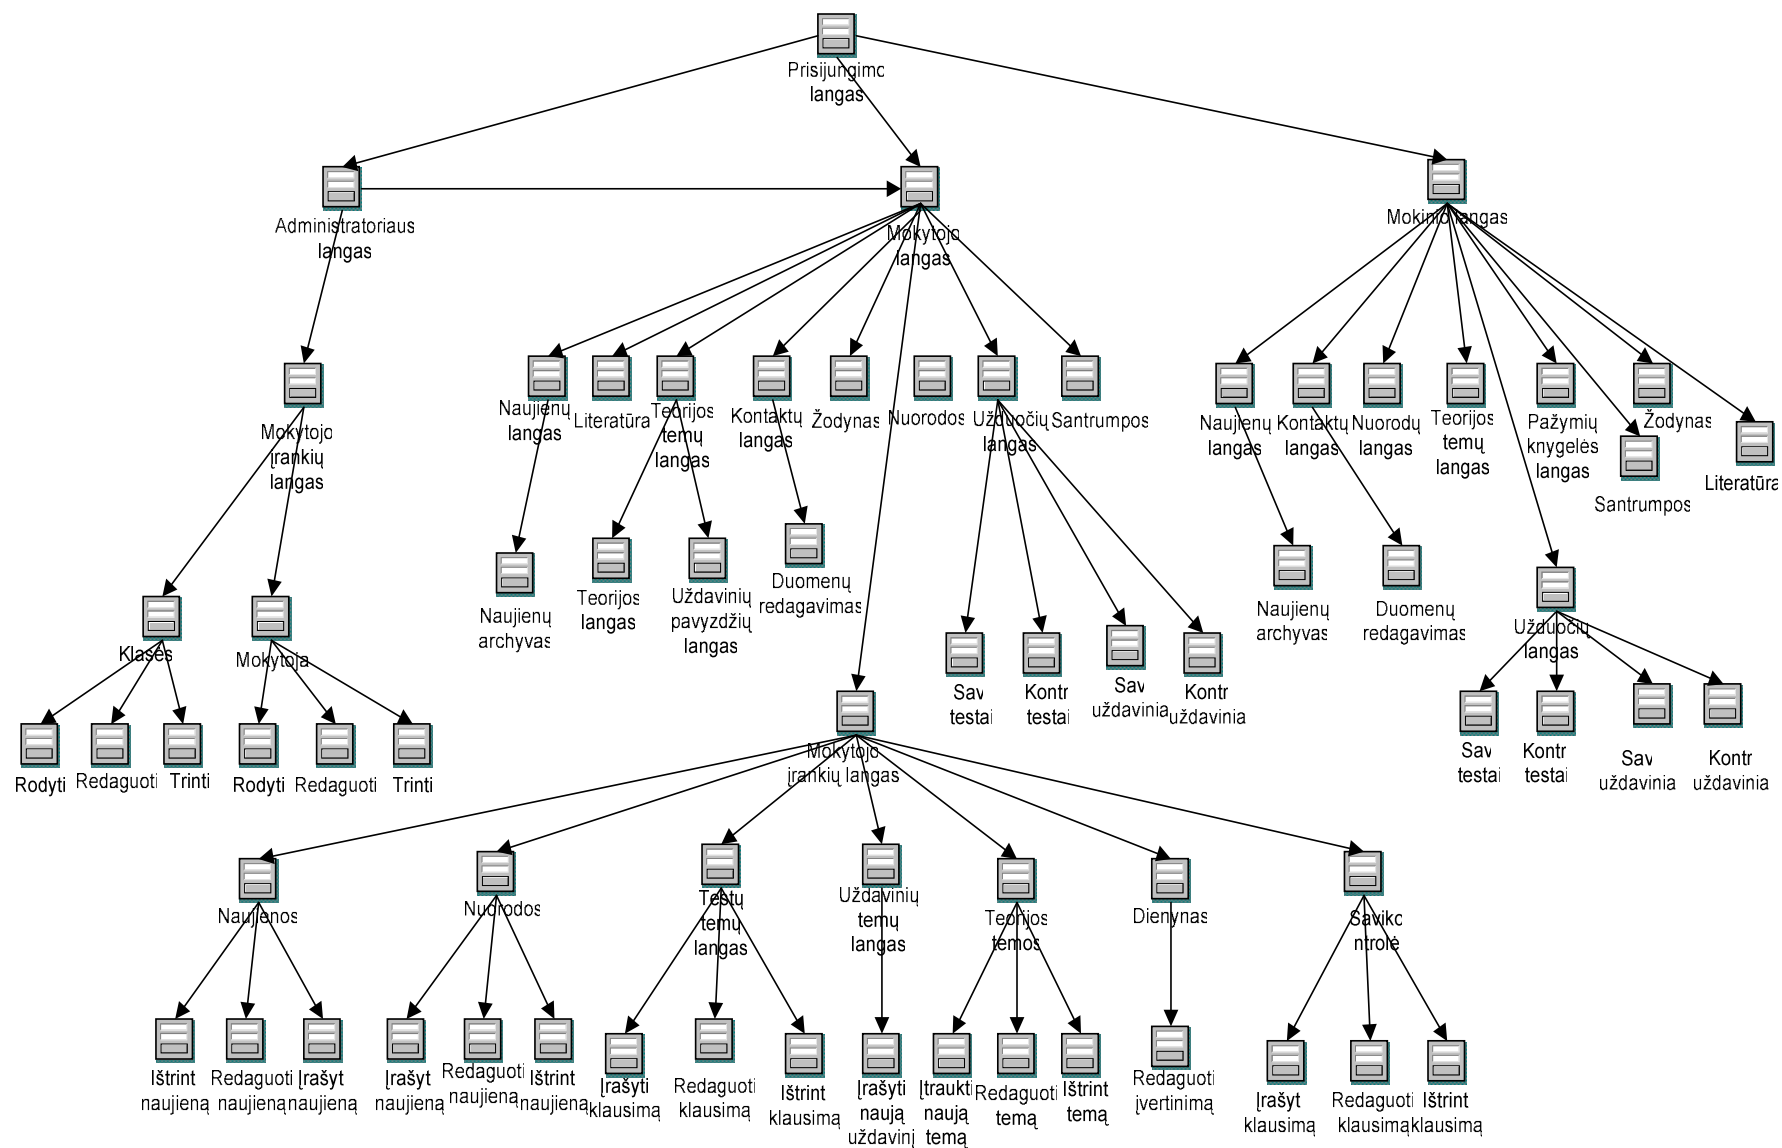 Prisijungimo
langas
Administratoriaus
langas
Mokytojo
langas
Mokinio langas
Mokytojo
įrankių
langas
Naujienų
langas
Literatūra
Teorijos
temų
langas
Kontaktų
langas
Žodynas
Nuorodos
Užduočių
langas
Santrumpos
Naujienų
langas
Kontaktų
langas
Nuorodų
langas
Teorijos
temų
langas
Pažymių
knygelės
langas
Žodynas
Santrumpos
Literatūra
Naujienų
archyvas
Teorijos
langas
Uždavinių
pavyzdžių
langas
Duomenų
redagavimas
Naujienų
archyvas
Duomenų
redagavimas
Klasės
Mokytoja
Užduočių
langas
Sav
testai
Kontr
testai
Sav
uždavinia
Kontr
uždavinia
Rodyti
Redaguoti
Trinti
Rodyti
Redaguoti
Trinti
Mokytojo
įrankių langas
Sav
testai
Kontr
testai
Sav
uždavinia
Kontr
uždavinia
Naujienos
Nuorodos
Testų
temų
langas
Uždavinių
temų
langas
Teorijos
temos
Dienynas
Saviko
ntrolė
Ištrint
naujieną
Redaguoti
naujieną
Įrašyt
naujieną
Įrašyt
naujieną
Redaguoti
naujieną
Ištrint
naujieną
Įrašyti
klausimą
Redaguoti
klausimą
Ištrint
klausimą
Įrašyti
naują
uždavinį
Įtraukti
naują
temą
Redaguoti
temą
Ištrint
temą
Redaguoti
įvertinimą
Įrašyt
klausimą
Redaguoti
klausimą
Ištrint
klausimą